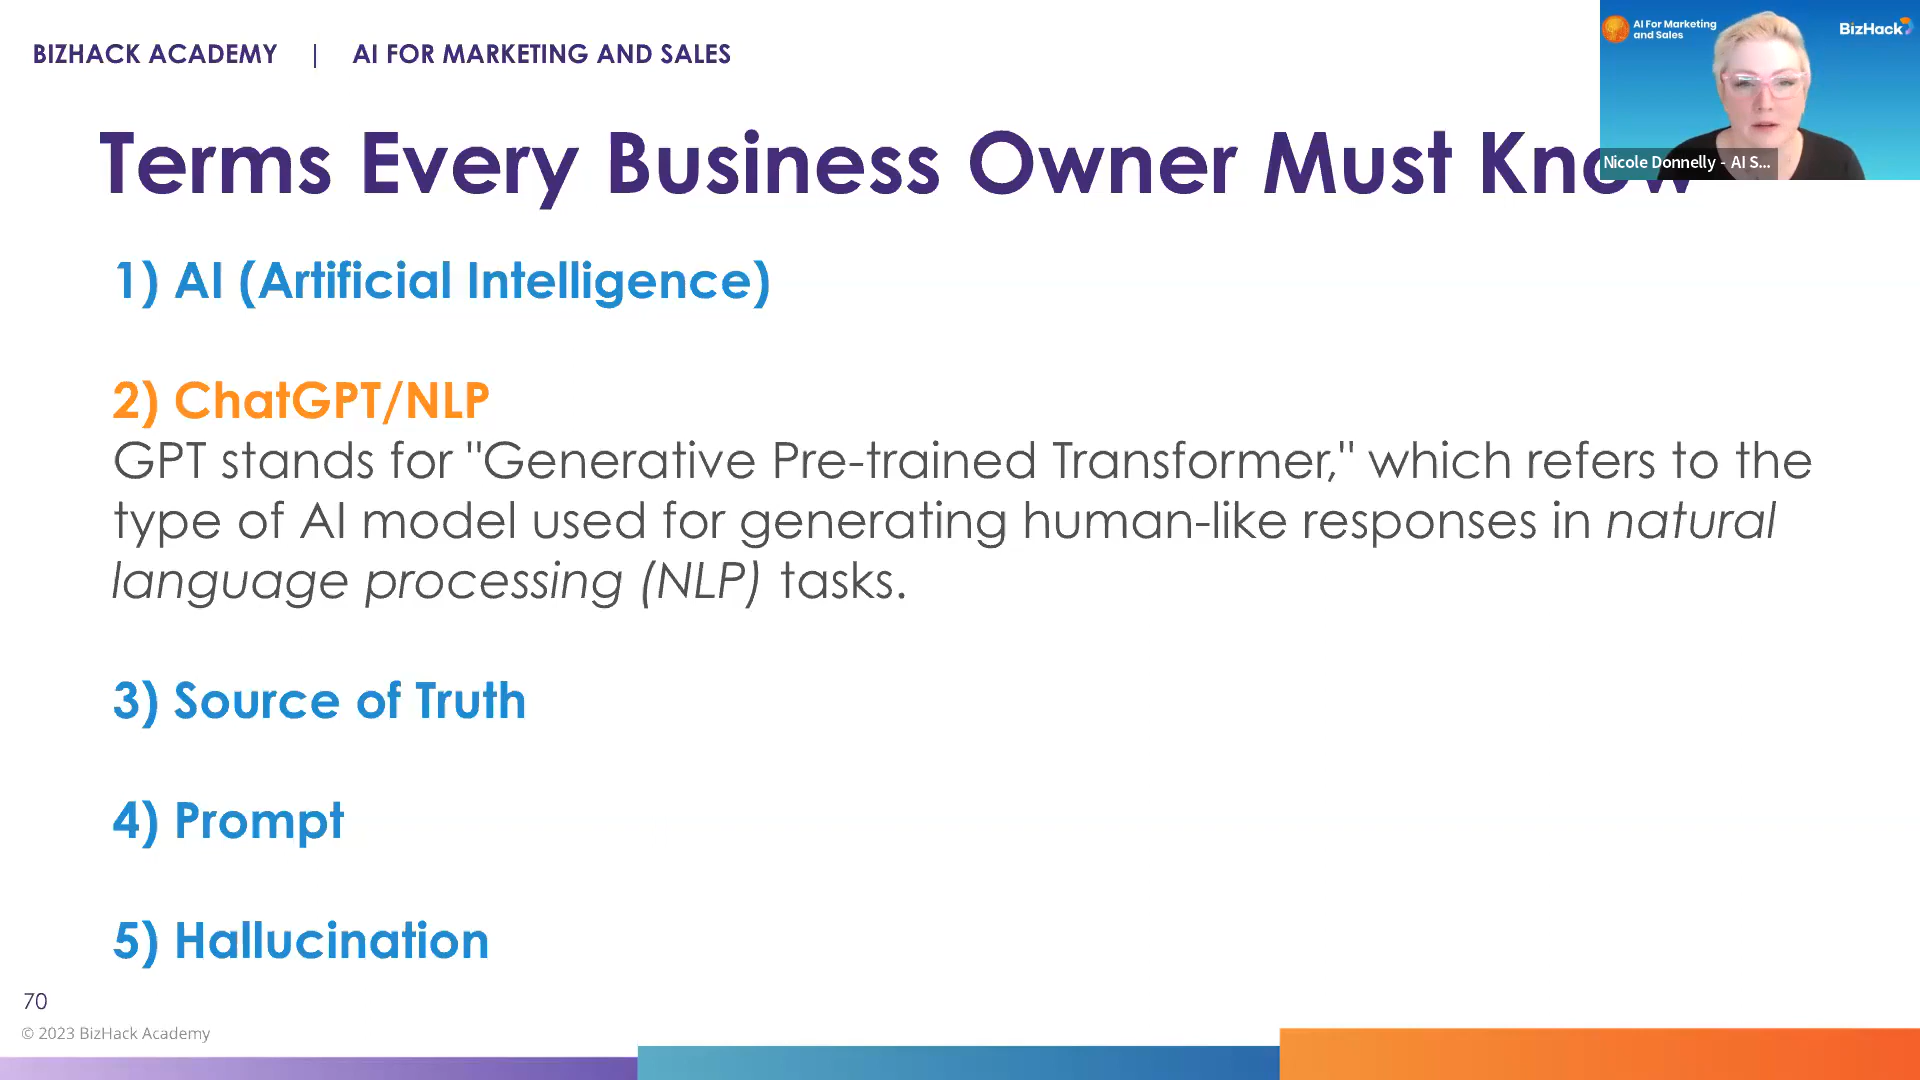 BIZHACK ACADEMY | AI FOR MARKETING AND SALES
AI For Marketing
and Sales
BizHack
Nicole Donnelly - AI S...
Terms Every Business Owner Must Know
1) AI (Artificial Intelligence)
2) ChatGPT/NLP
GPT stands for "Generative Pre-trained Transformer," which refers to the
type of AI model used for generating human-like responses in natural
language processing (NLP) tasks.
3) Source of Truth
4) Prompt
5) Hallucination
70
© 2023 BizHack Academy